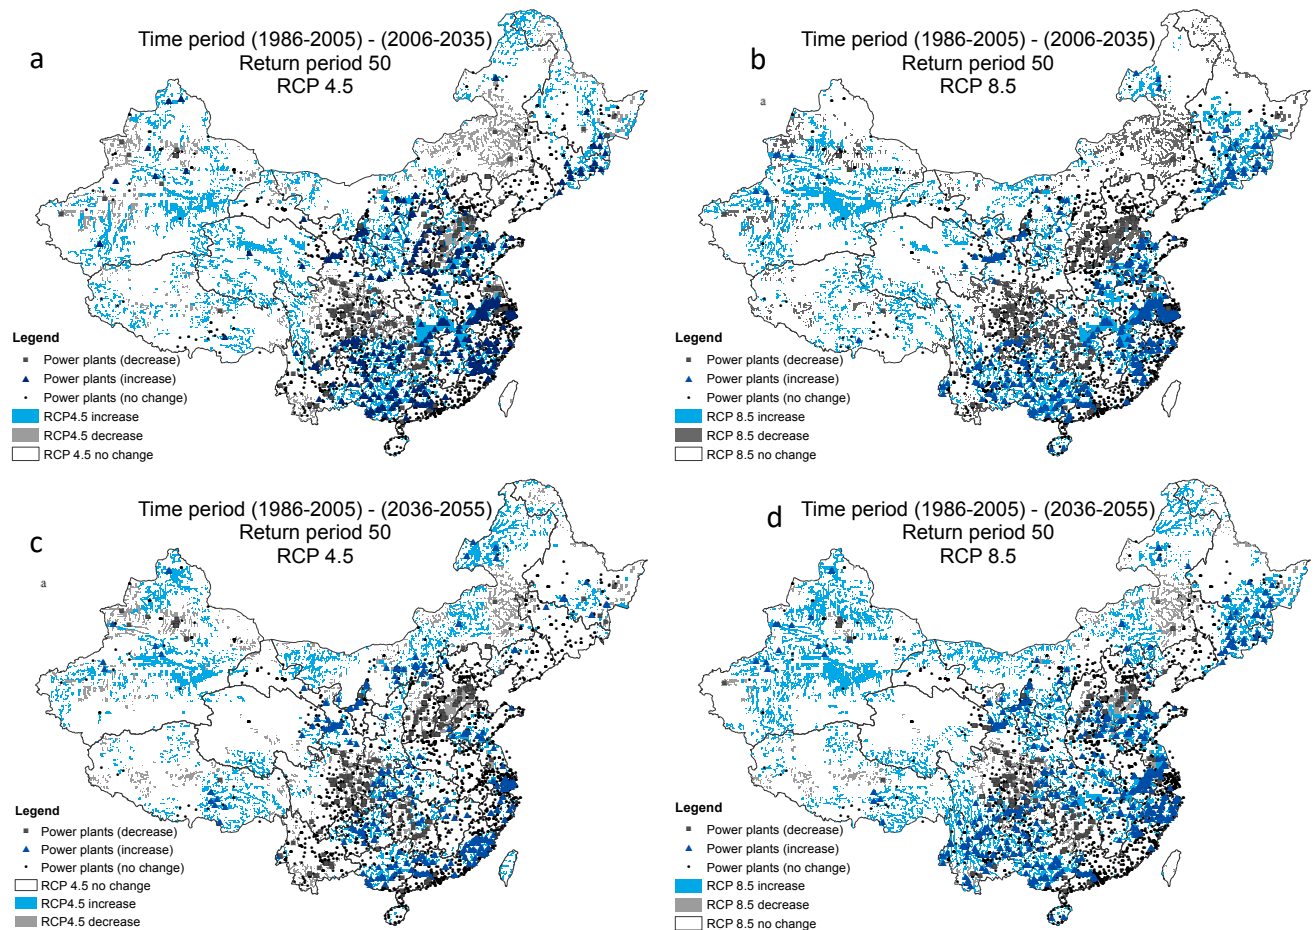 a
Time period (1986-2005) - (2006-2035)
Return period 50
RCP 4.5
Legend
Power plants (decrease)
Power plants (increase)
Power plants (no change)
RCP4.5 increase
RCP4.5 decrease
RCP 4.5 no change
b
a
Time period (1986-2005) - (2006-2035)
Return period 50
RCP 8.5
Legend
Power plants (decrease)
Power plants (increase)
Power plants (no change)
RCP 8.5 increase
RCP 8.5 decrease
RCP 8.5 no change
c
a
Time period (1986-2005) - (2036-2055)
Return period 50
RCP 4.5
Legend
Power plants (decrease)
Power plants (increase)
Power plants (no change)
RCP 4.5 no change
RCP4.5 increase
RCP4.5 decrease
d
Time period (1986-2005) - (2036-2055)
Return period 50
RCP 8.5
Legend
Power plants (decrease)
Power plants (increase)
Power plants (no change)
RCP 8.5 increase
RCP 8.5 decrease
RCP 8.5 no change